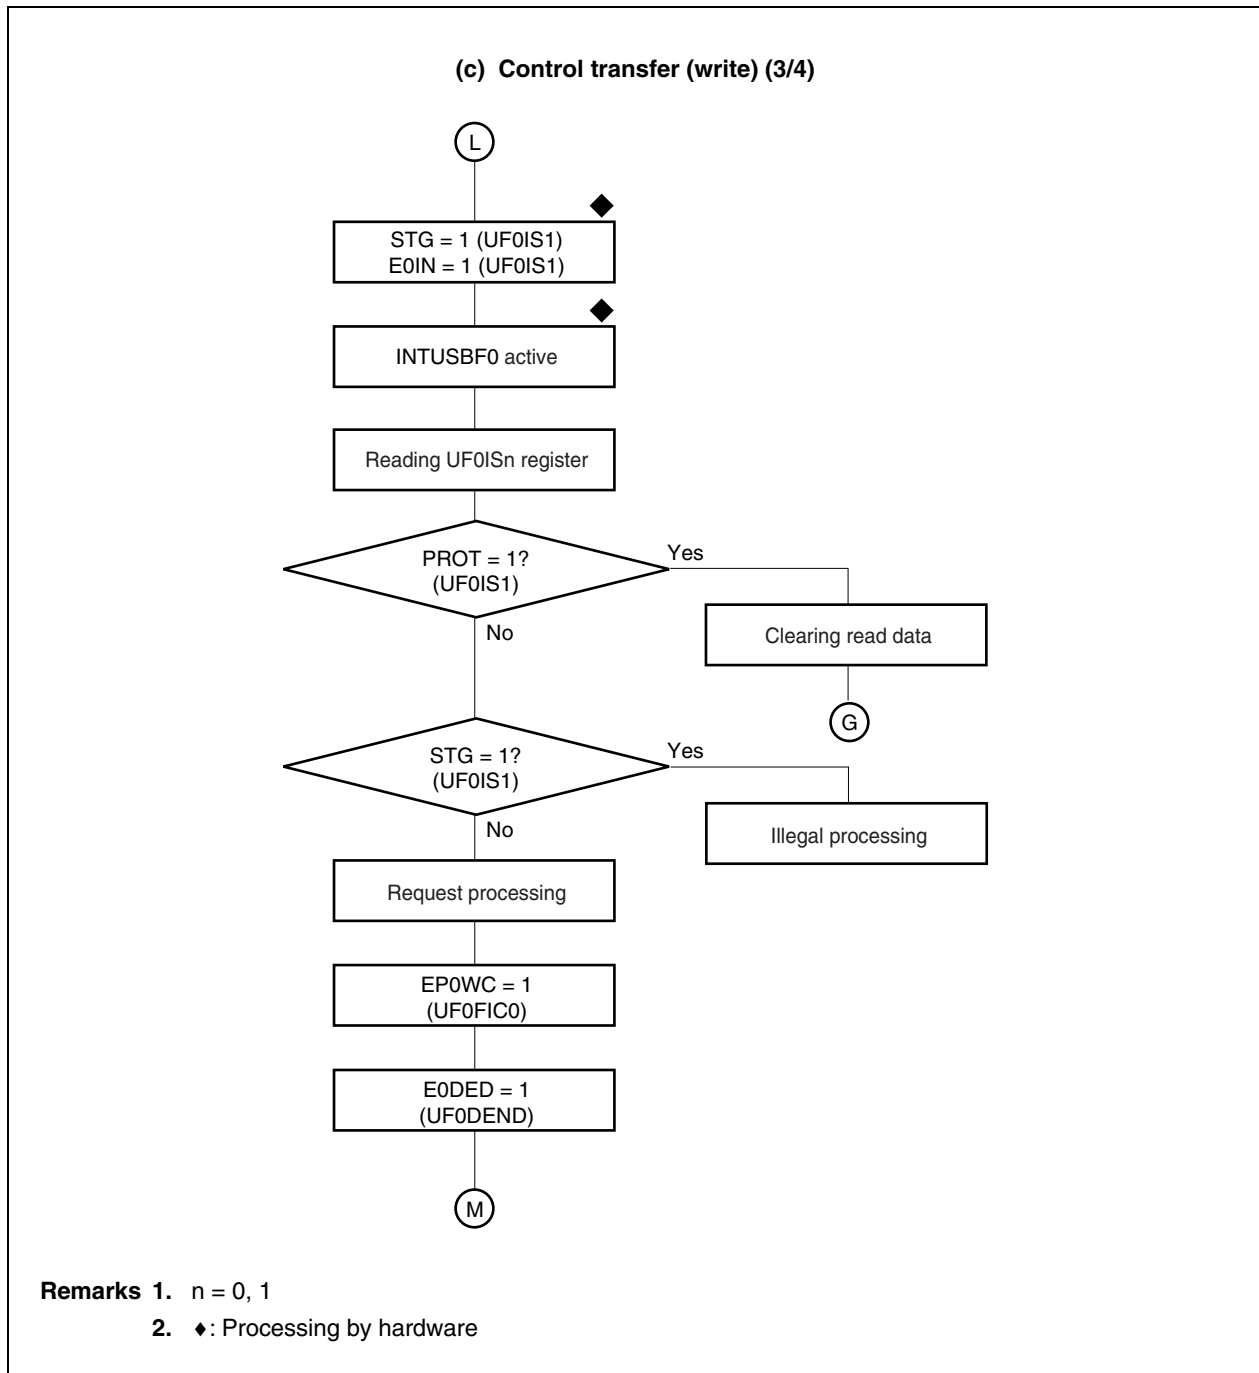 (c) Control transfer (write) (3/4)
L
STG = 1 (UF0IS1)
E0IN = 1 (UF0IS1)
INTUSBF0 active
Reading UF0ISn register
PROT = 1?
(UF0IS1)
Yes
No
Clearing read data
G
STG = 1?
(UF0IS1)
Yes
No
Illegal processing
Request processing
EP0WC = 1
(UF0FIC0)
E0DED = 1
(UF0DEND)
M
Remarks 1. n = 0, 1
2. ♦: Processing by hardware